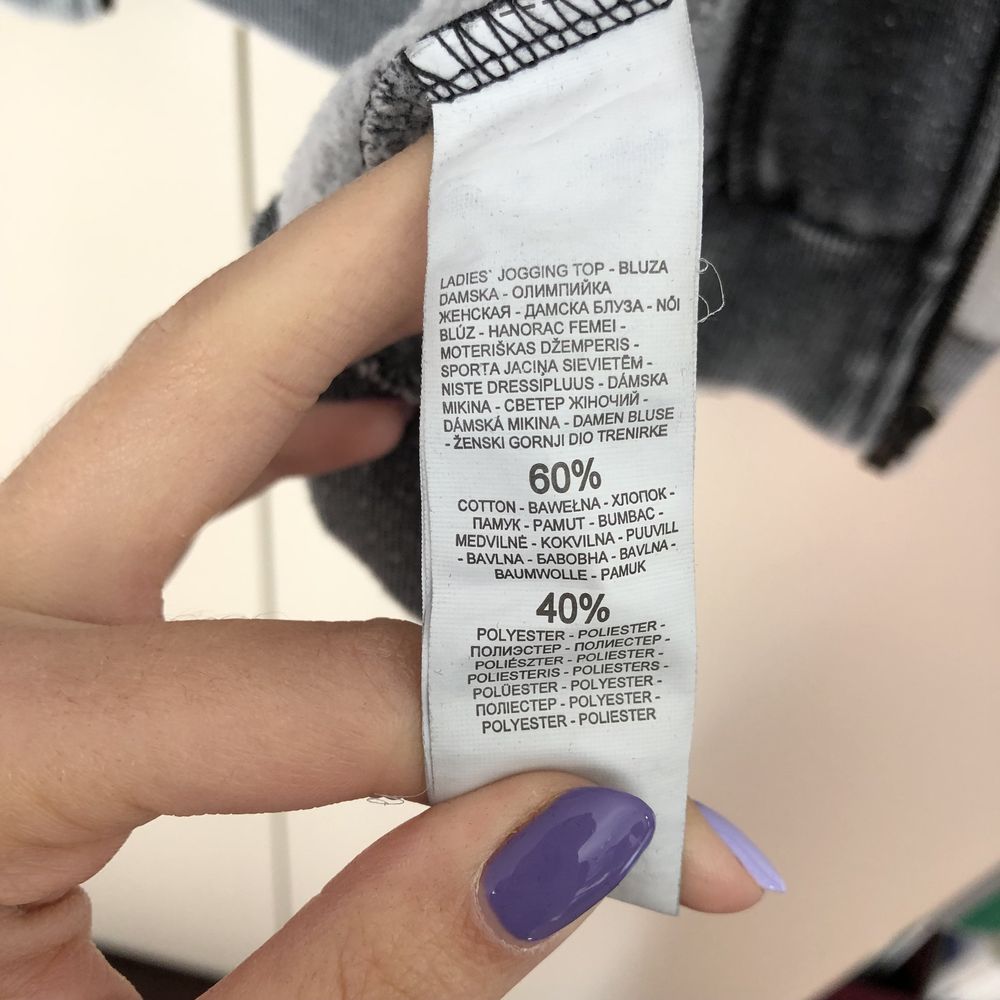 LADIES` JOGGING TOP - BLUZA
DAMSKA - ОЛИМПИЙКА
ЖЕНСКАЯ - ДАМСКА БЛУЗА - NÓI
BLÚZ - HANORAC FEMEI -
MOTERIŠKAS DŽEMPERIS -
SPORTA JACIŅA SIEVIETĒM -
NISTE DRESSIPLUUS - DÁMSKA
MIKINA - СВЕТЕР ЖІНОЧИЙ -
DÁMSKÁ MIKINA - DAMEN BLUSE
- ŽENSKI GORNJI DIO TRENIRKE
60%
COTTON - BAWEŁNA - ХЛОПОК -
ПАМУК - PAMUT - BUMBAC -
MEDVILNĖ - KOKVILNA - PUUVILL
- BAVLNA - БАВОВНА - BAVLNA -
BAUMWOLLE - PAMUK
40%
POLYESTER - POLIESTER -
ПОЛИЭСТЕР - ПОЛИЕСТЕР -
POLIÉSZTER - POLIESTER -
POLIESTERIS - POLIESTERS -
POLÜESTER - POLYESTER -
ПОЛІЕСТЕР - POLYESTER -
POLYESTER - POLIESTER